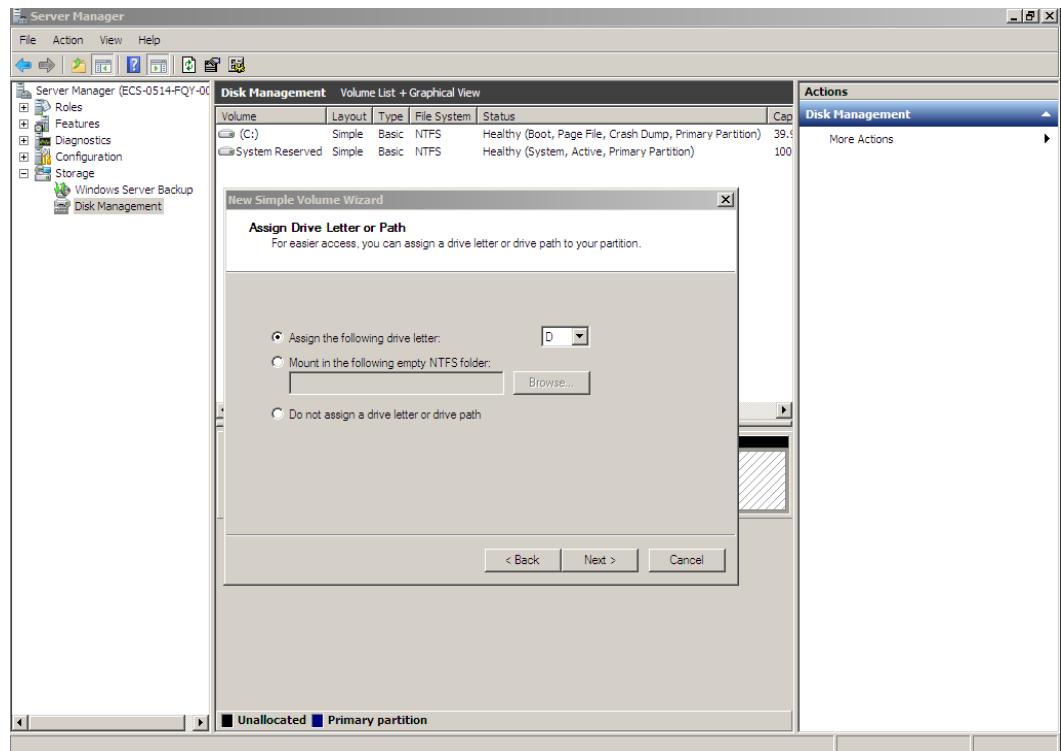 Server Manager
File Action View Help
Server Manager (ECS-0514-FQY-00
Roles
Features
Diagnostics
Configuration
Storage
Windows Server Backup
Disk Management
Disk Management Volume List + Graphical View
Volume Layout Type File System Status Cap
(C:) Simple Basic NTFS Healthy (Boot, Page File, Crash Dump, Primary Partition) 39.9
System Reserved Simple Basic NTFS Healthy (System, Active, Primary Partition) 100
New Simple Volume Wizard
Assign Drive Letter or Path
For easier access, you can assign a drive letter or drive path to your partition.
Assign the following drive letter: D
Mount in the following empty NTFS folder:
Browse...
Do not assign a drive letter or drive path
< Back Next > Cancel
Unallocated Primary partition
Actions
Disk Management
More Actions